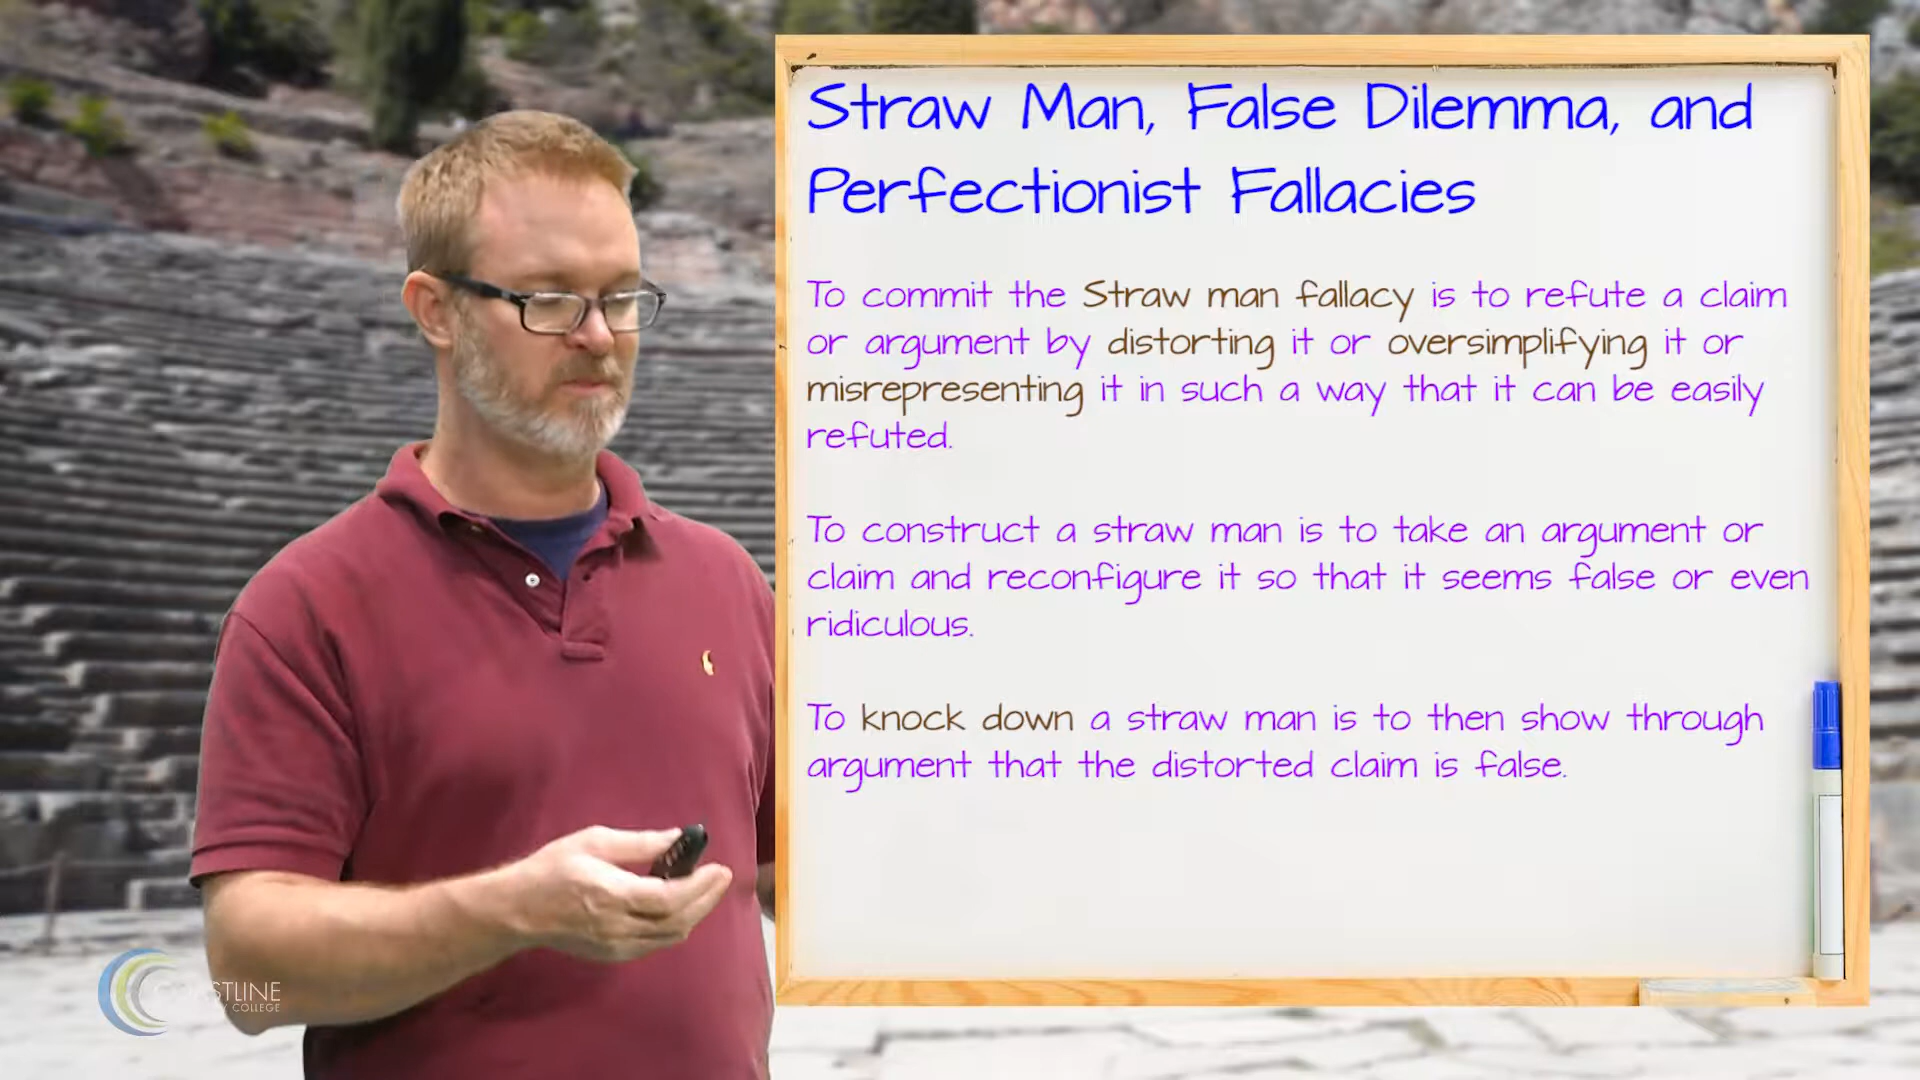 Straw Man, False Dilemma, and
Perfectionist Fallacies
To commit the Straw man fallacy is to refute a claim
or argument by distorting it or oversimplifying it or
misrepresenting it in such a way that it can be easily
refuted.
To construct a straw man is to take an argument or
claim and reconfigure it so that it seems false or even
ridiculous.
To knock down a straw man is to then show through
argument that the distorted claim is false.
COLLEGE